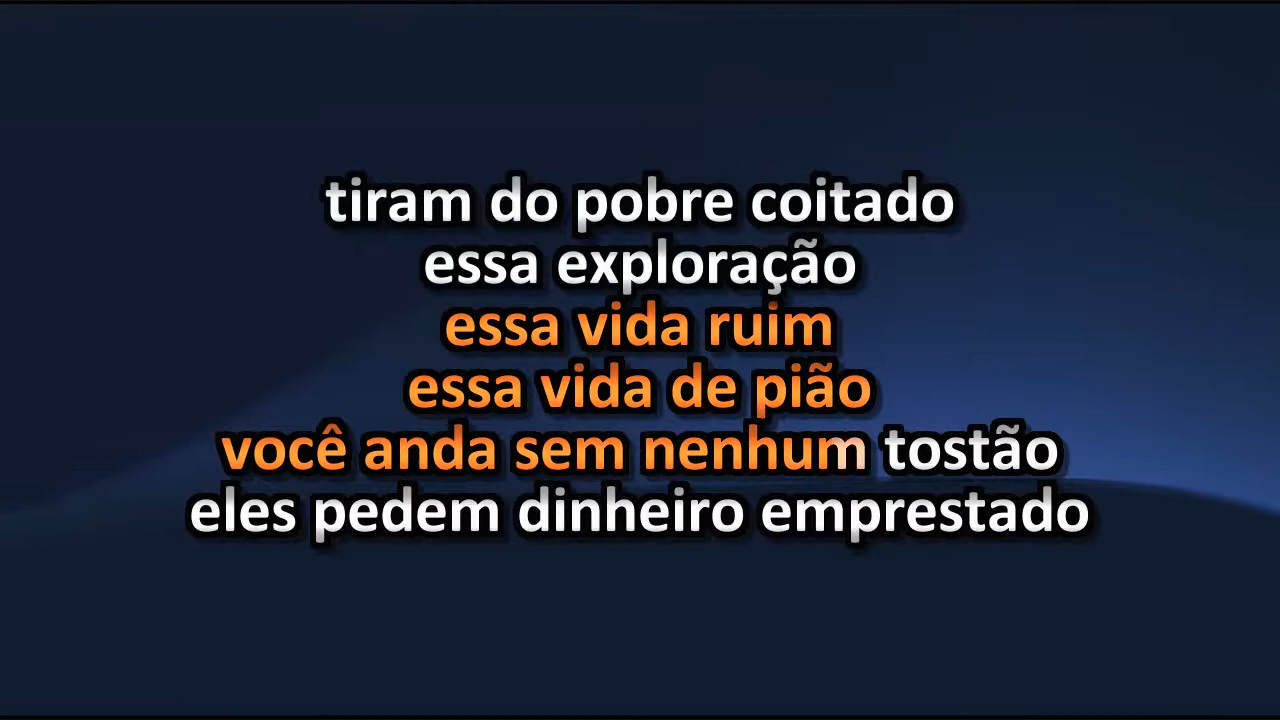 tiram do pobre coitado
essa exploração
essa vida ruim
essa vida de pião
você anda sem nenhum tostão
eles pedem dinheiro emprestado